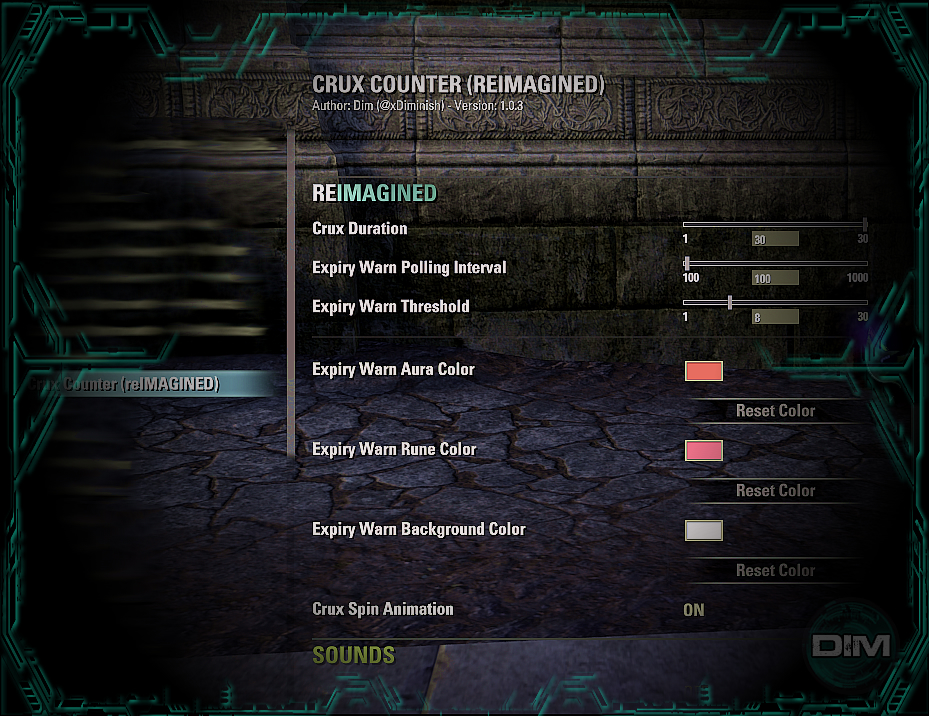 CRUX COUNTER (REIMAGINED)
Author: Dim (@xDiminish) - Version: 1.0.3
REIMAGINED
Crux Duration
1 30 30
Expiry Warn Polling Interval
100 100 1000
Expiry Warn Threshold
1 8 30
Expiry Warn Aura Color
Crux Counter (reIMAGINED)
Reset Color
Expiry Warn Rune Color
Reset Color
Expiry Warn Background Color
Reset Color
Crux Spin Animation ON
SOUNDS
DIM